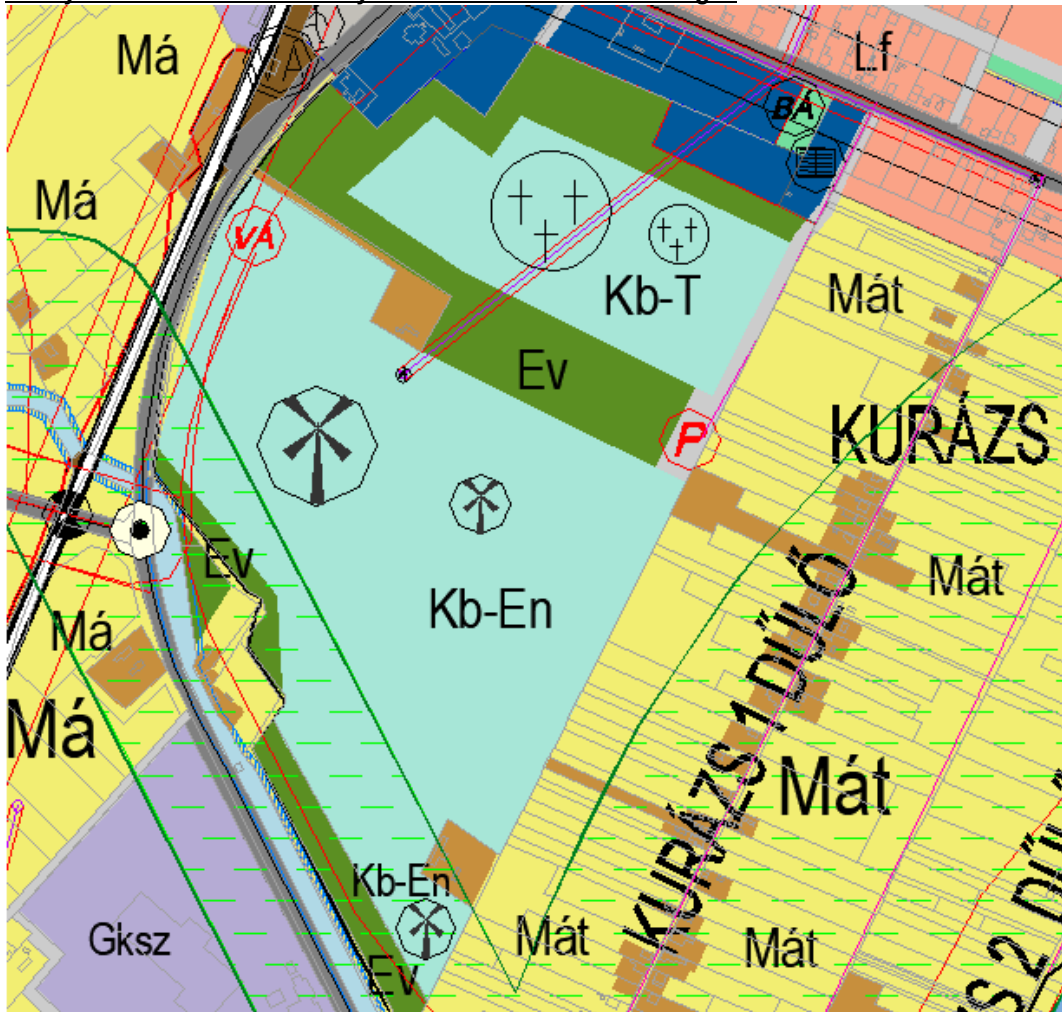 Má
Lf
BÁ
Má
VÁ
Kb-T
Mát
Ev
P
KURÁZS
Ev
Kb-En
Mát
Má
KURÁZS 1 DŰLŐ
Má
Mát
Kb-En
Gksz
Mát
Mát
Ev